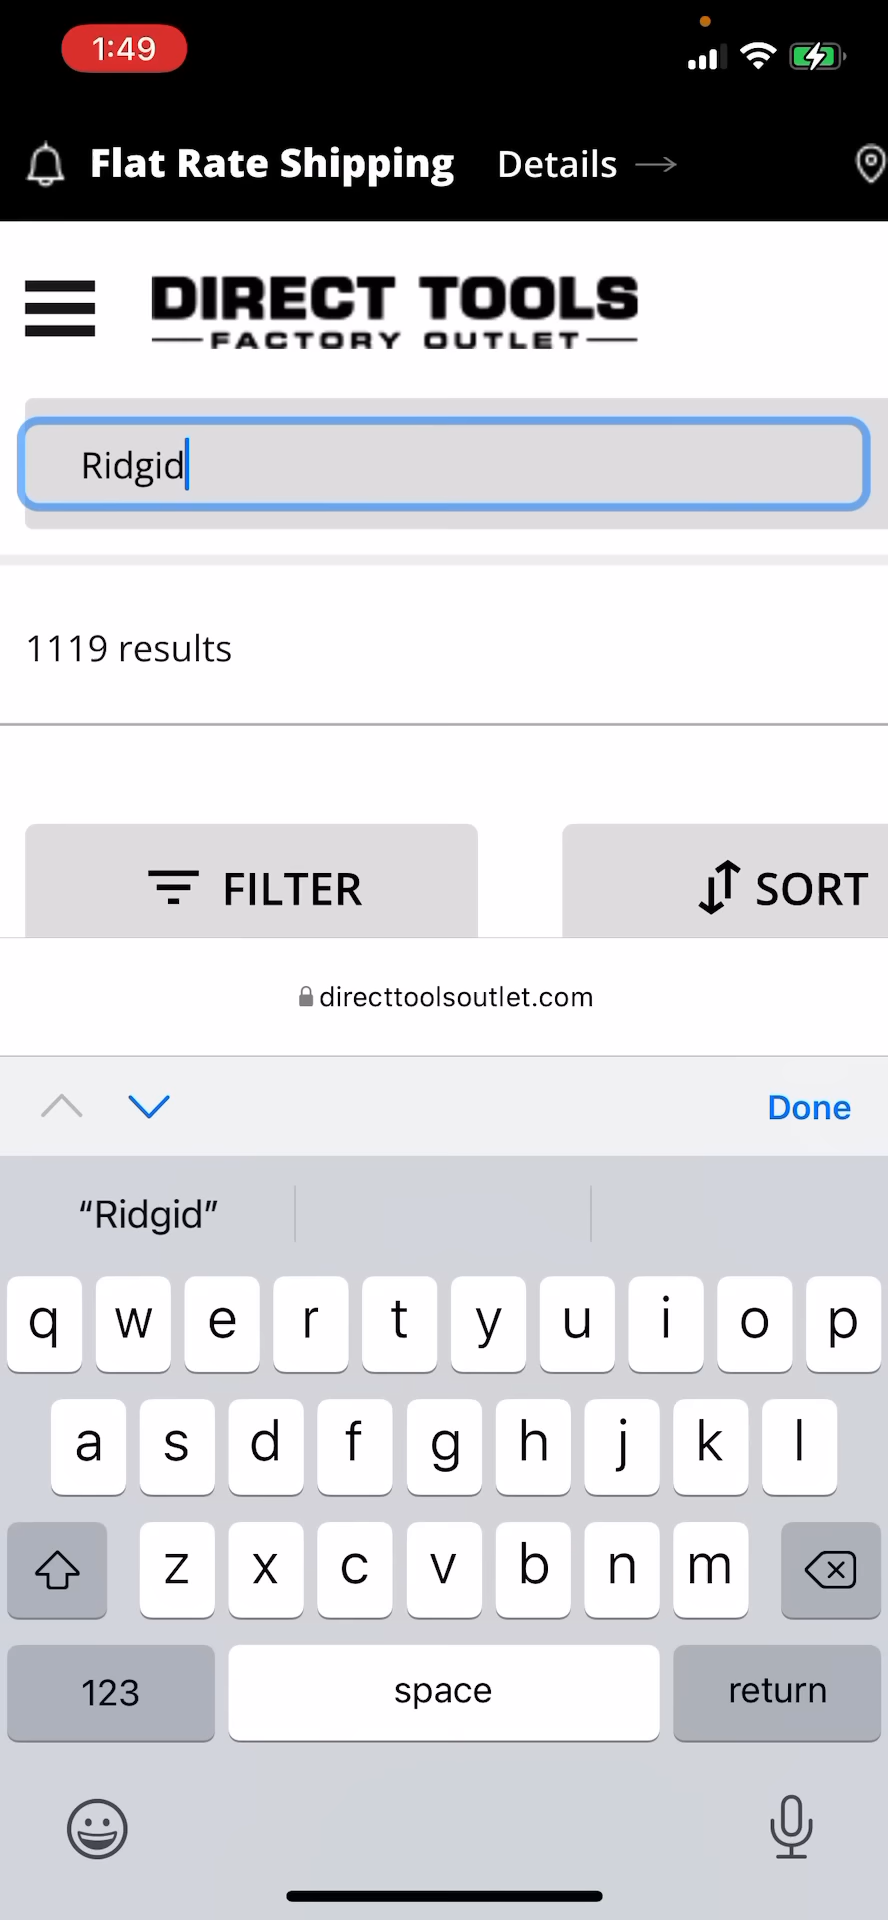 1:49
Flat Rate Shipping Details →
DIRECT TOOLS
FACTORY OUTLET
Ridgid
1119 results
FILTER
SORT
directtoolsoutlet.com
Done
“Ridgid”
q w e r t y u i o p
a s d f g h j k l
z x c v b n m
123 space return